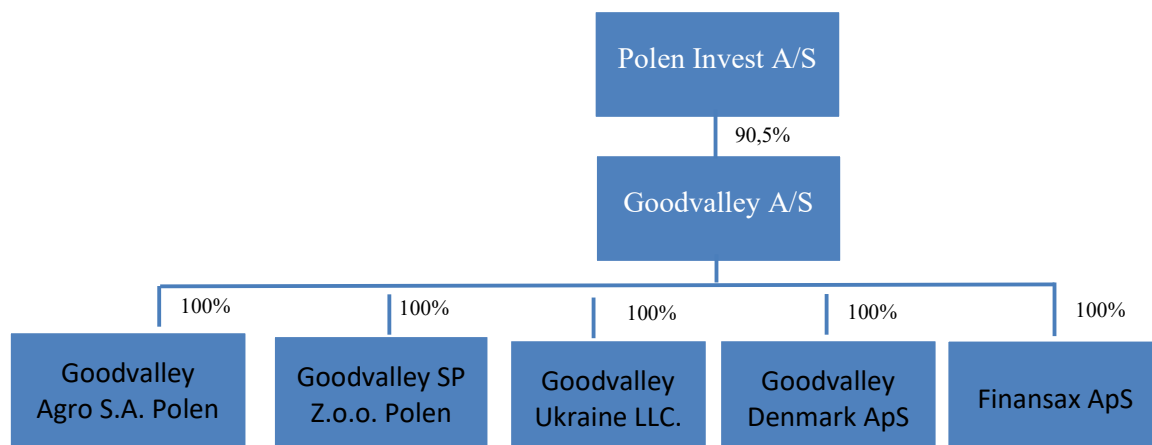 Polen Invest A/S
90,5%
Goodvalley A/S
100%
100%
100%
100%
100%
Goodvalley
Agro S.A. Polen
Goodvalley SP
Z.o.o. Polen
Goodvalley
Ukraine LLC.
Goodvalley
Denmark ApS
Finansax ApS